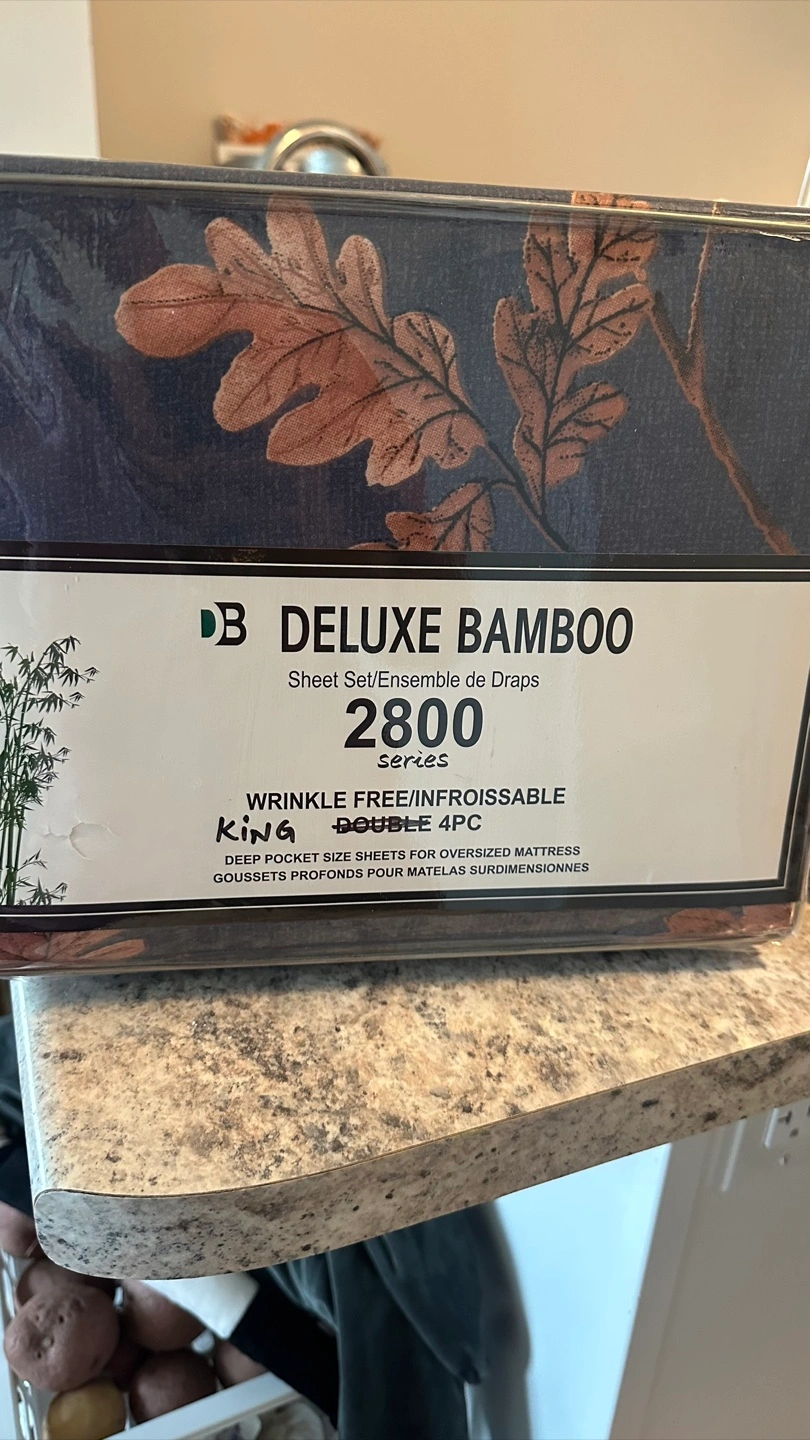 DB DELUXE BAMBOO
Sheet Set/Ensemble de Draps
2800
series
WRINKLE FREE/INFROISSABLE
KiNG DOUBLE 4PC
DEEP POCKET SIZE SHEETS FOR OVERSIZED MATTRESS
GOUSSETS PROFONDS POUR MATELAS SURDIMENSIONNES